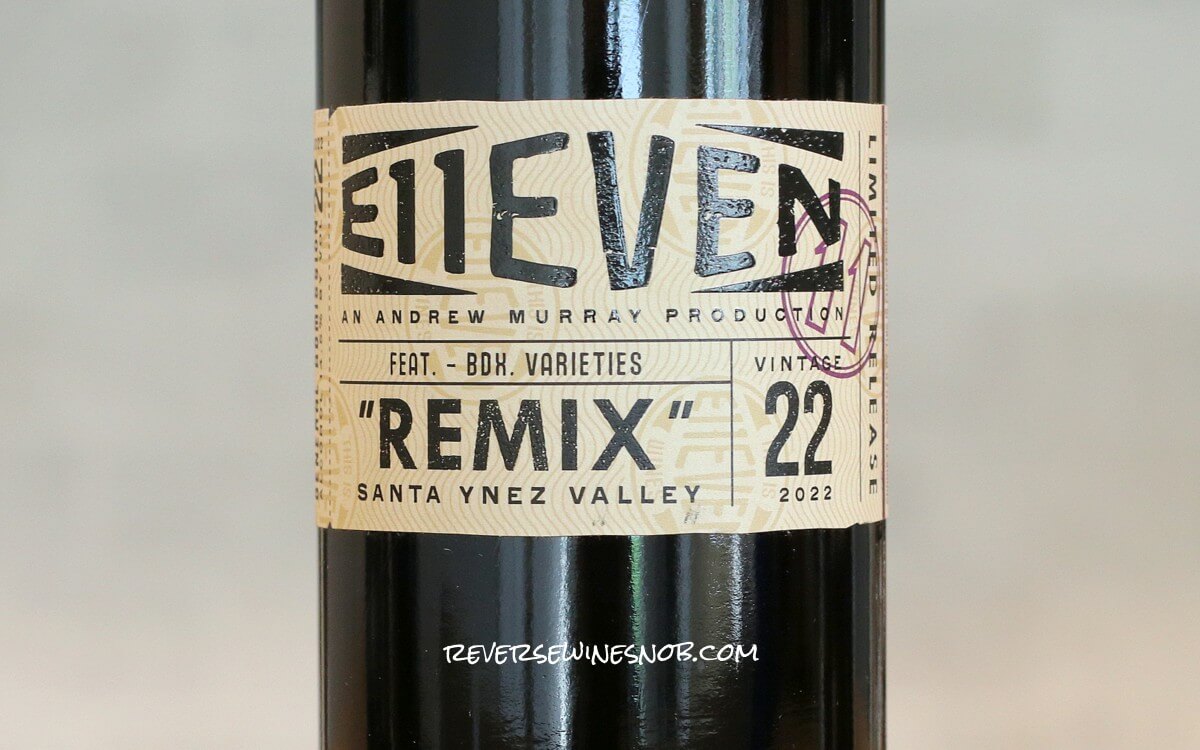 E11EVEN
AN ANDREW MURRAY PRODUCTION
FEAT. - BDX. VARIETIES
"REMIX"
SANTA YNEZ VALLEY
VINTAGE
22
2022
LIMITED RELEASE
11
REVERSEWINESNOB.COM